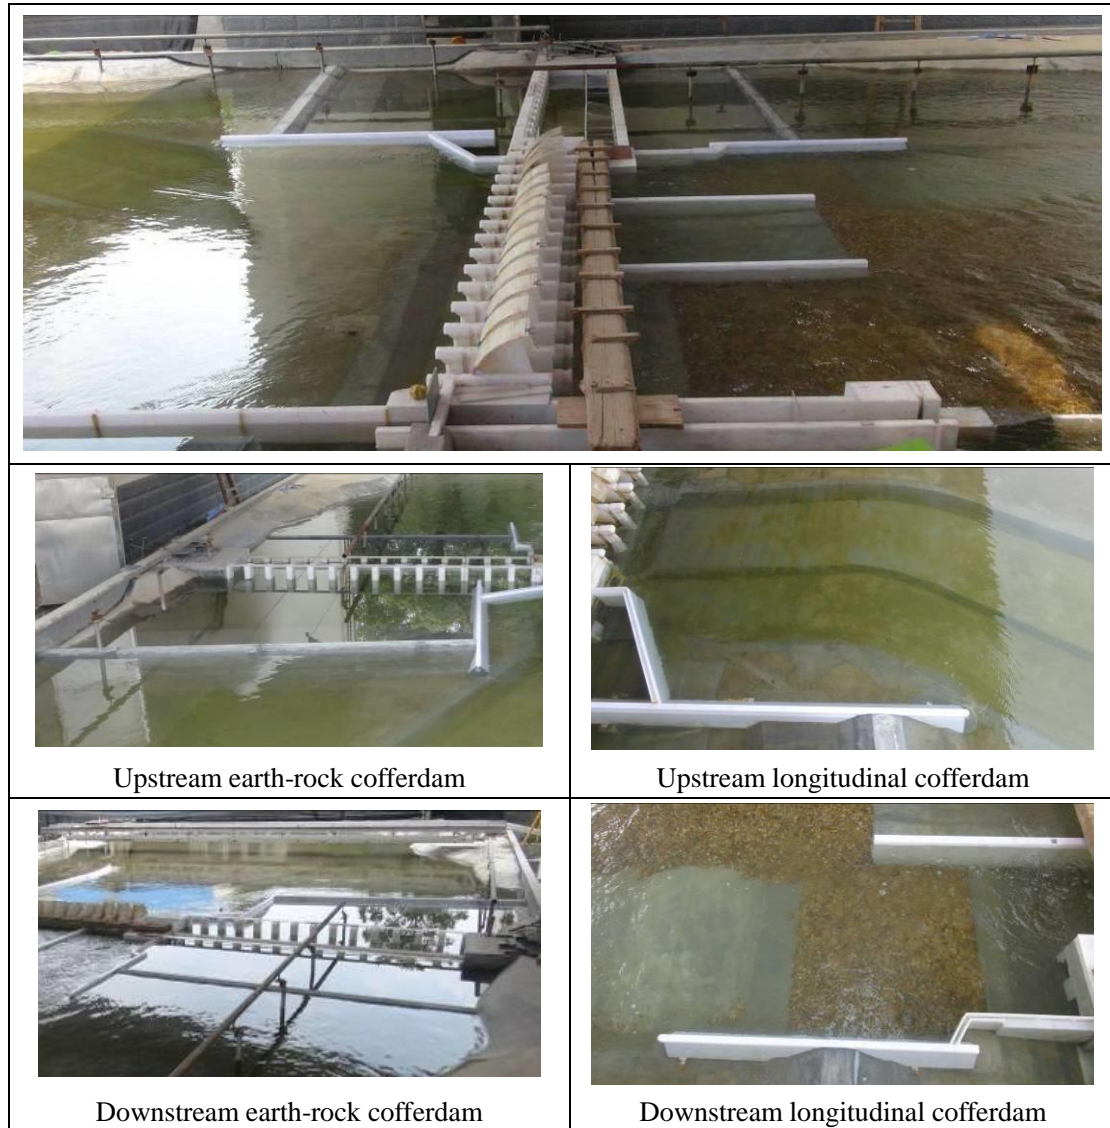 Upstream earth-rock cofferdam
Upstream longitudinal cofferdam
Downstream earth-rock cofferdam
Downstream longitudinal cofferdam